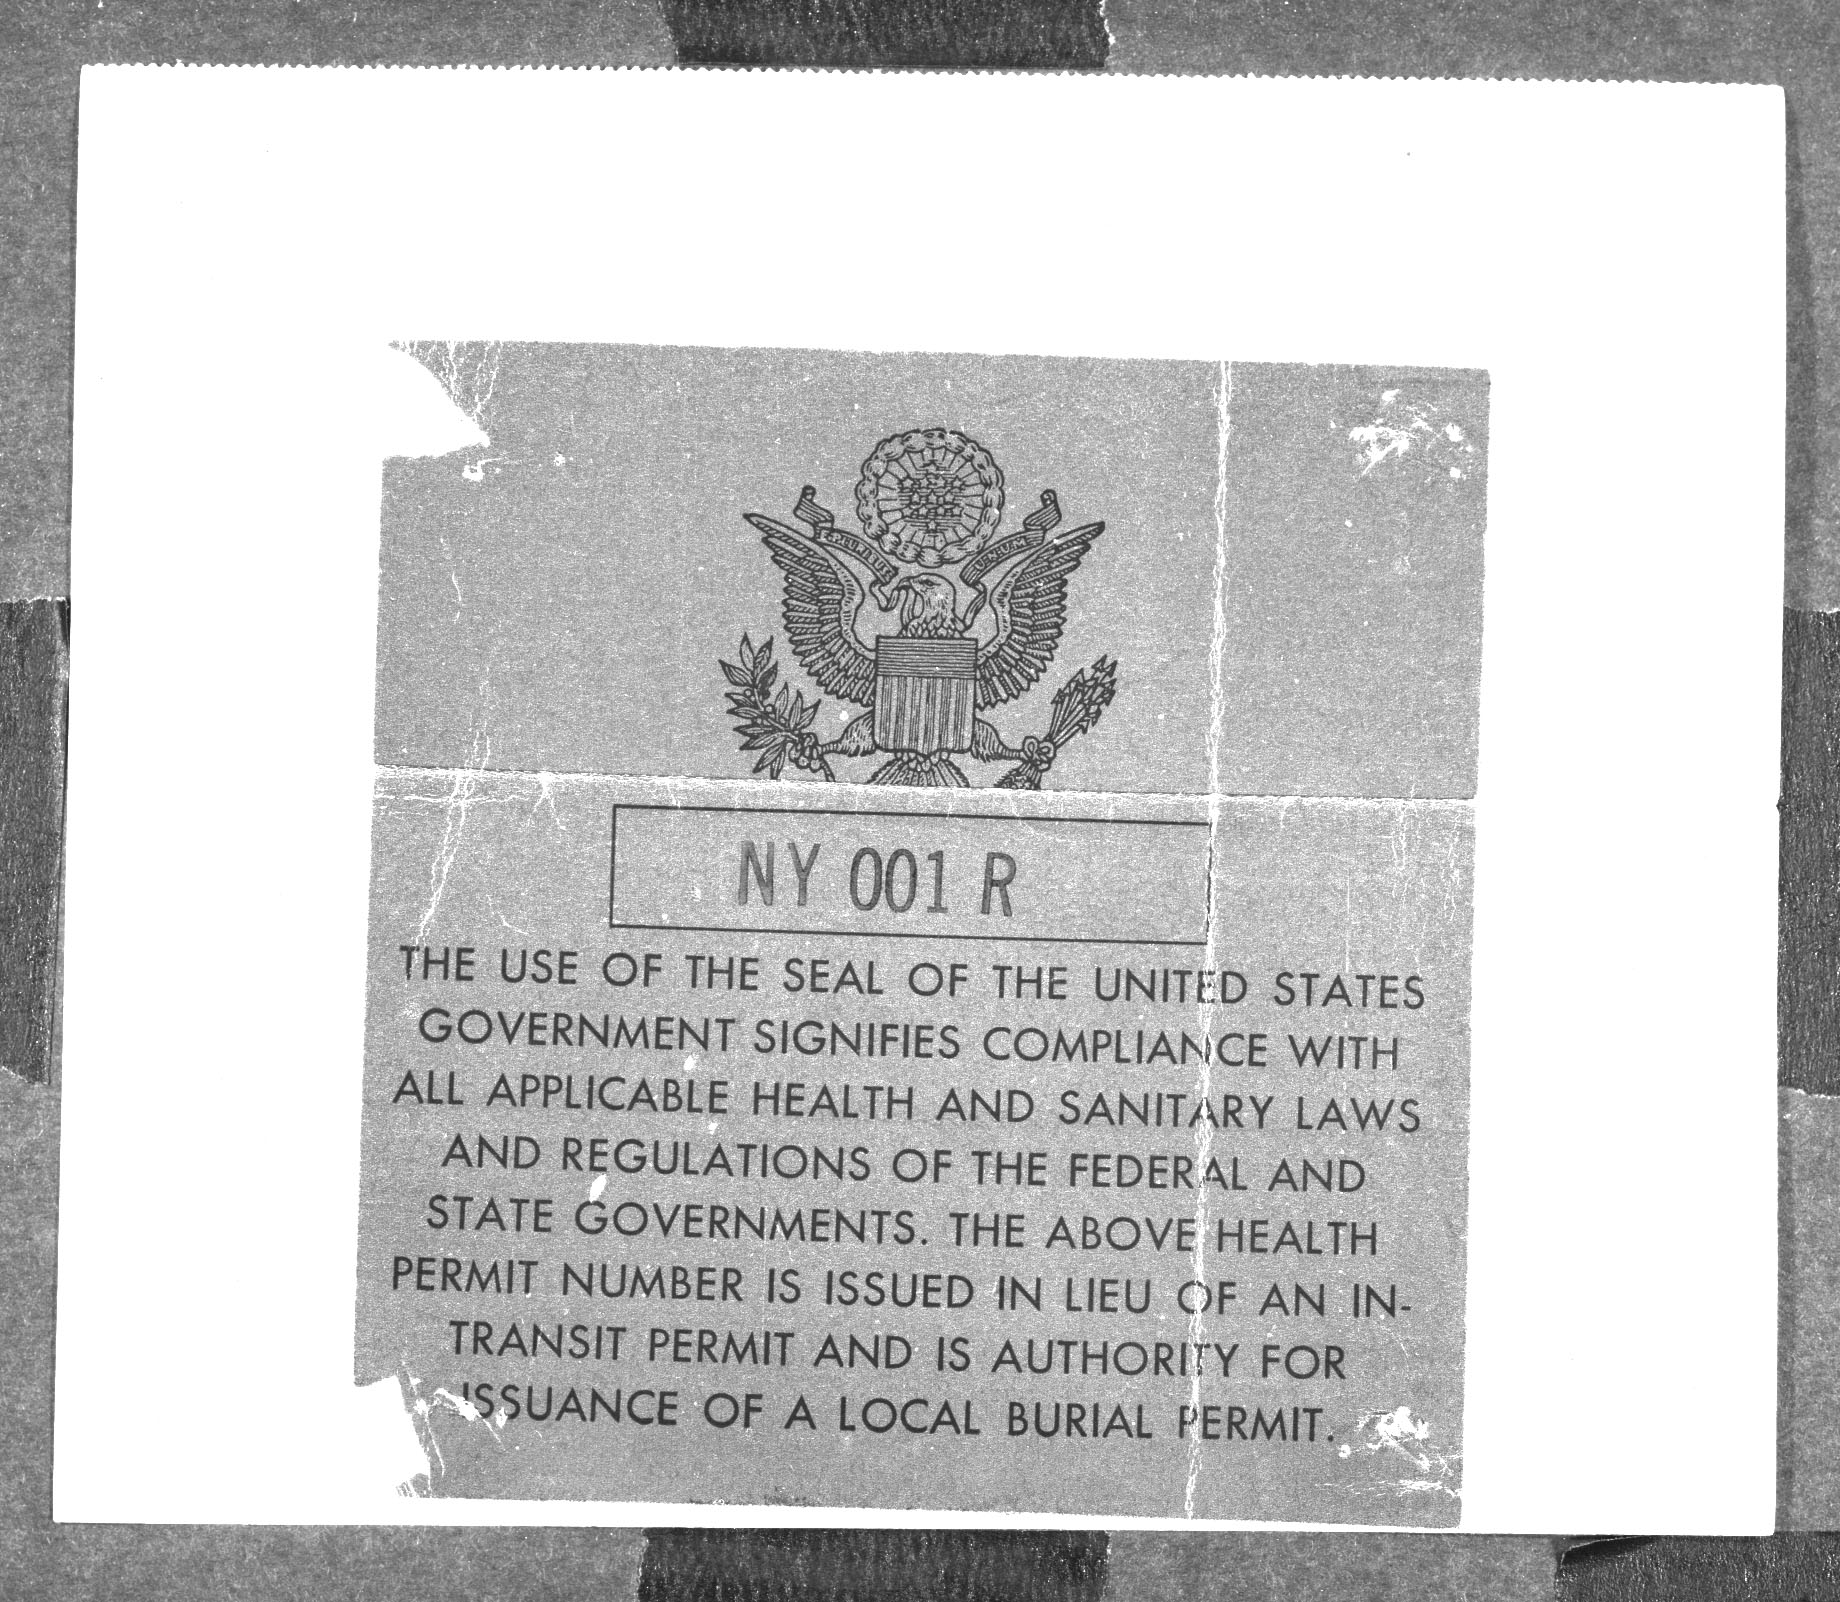 NY 001 R
THE USE OF THE SEAL OF THE UNITED STATES
GOVERNMENT SIGNIFIES COMPLIANCE WITH
ALL APPLICABLE HEALTH AND SANITARY LAWS
AND REGULATIONS OF THE FEDERAL AND
STATE GOVERNMENTS. THE ABOVE HEALTH
PERMIT NUMBER IS ISSUED IN LIEU OF AN IN-
TRANSIT PERMIT AND IS AUTHORITY FOR
ISSUANCE OF A LOCAL BURIAL PERMIT.